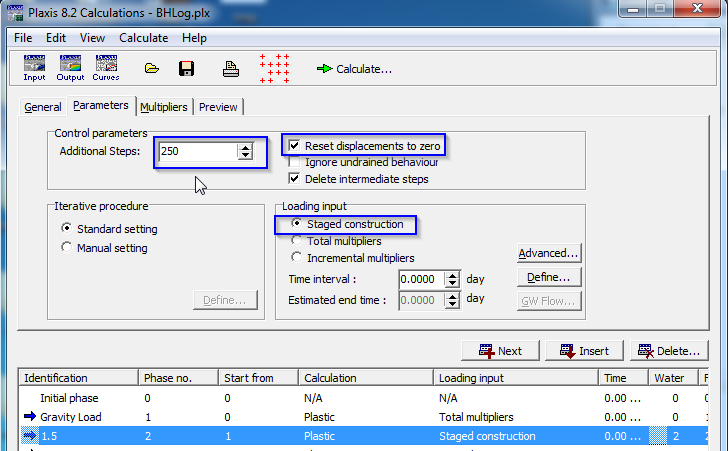 Plaxis 8.2 Calculations - BHLog.plx
File Edit View Calculate Help
Input Output Curves Calculate...
General Parameters Multipliers Preview
Control parameters
Additional Steps: 250
Reset displacements to zero
Ignore undrained behaviour
Delete intermediate steps
Iterative procedure
Standard setting
Manual setting
Define...
Loading input
Staged construction
Total multipliers
Incremental multipliers
Advanced...
Time interval : 0.0000 day
Define...
Estimated end time : 0.0000 day
GW Flow...
Next Insert Delete...
Identification Phase no. Start from Calculation Loading input Time Water F
Initial phase 0 0 N/A N/A 0.00 ... 0
Gravity Load 1 0 Plastic Total multipliers 0.00 ... 0
1.5 2 1 Plastic Staged construction 0.00 ... 2